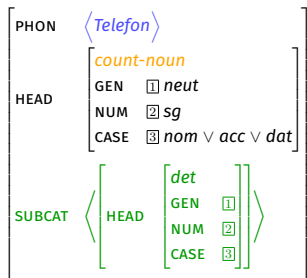 PHON ⟨Telefon⟩
count-noun
GEN 1 neut
HEAD
NUM 2 sg
CASE 3 nom ∨ acc ∨ dat
det
GEN 1
SUBCAT ⟨ HEAD
NUM 2
CASE 3 ⟩